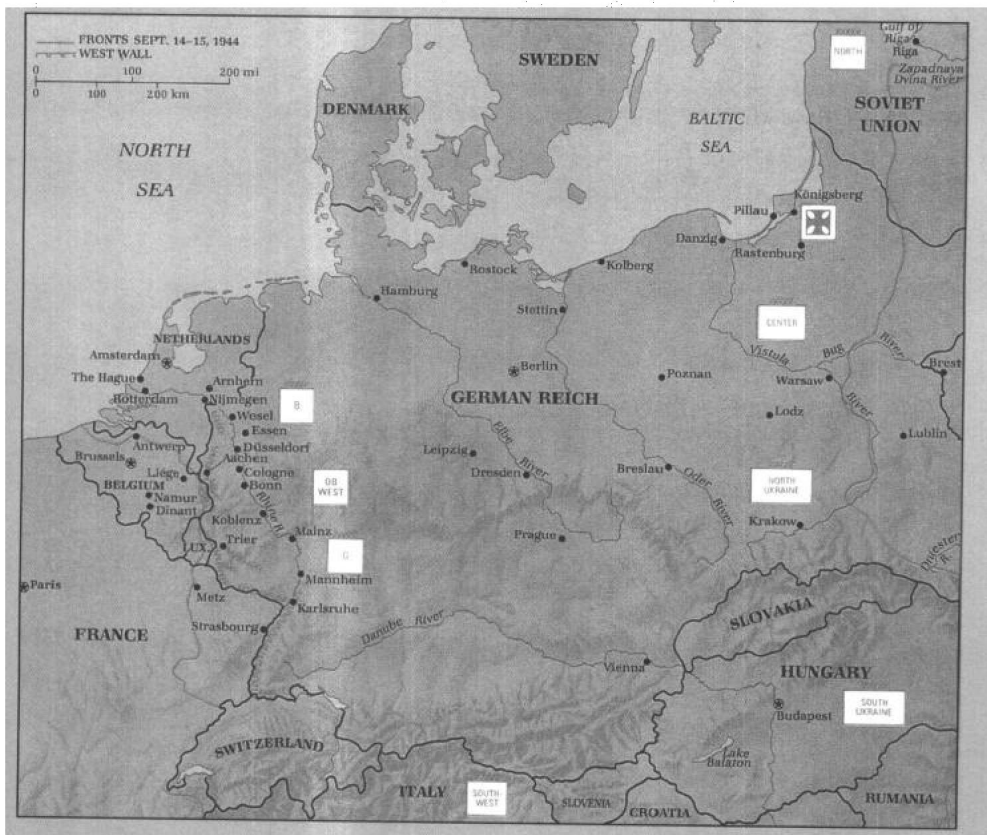 FRONTS SEPT. 14–15, 1944
WEST WALL
0 100 200 mi
0 100 200 km
NORTH
SEA
DENMARK
SWEDEN
BALTIC
SEA
NORTH
Gulf of
Riga
Riga
Zapadnaya
Dvina River
SOVIET
UNION
Königsberg
Pillau
Danzig
Rastenburg
Rostock
Kolberg
Hamburg
Stettin
CENTER
NETHERLANDS
Amsterdam
The Hague
Rotterdam
Arnhem
Nijmegen
Berlin
Poznan
Vistula
Bug
River
Brest
Warsaw
River
GERMAN REICH
B
Wesel
Essen
Düsseldorf
Lodz
Lublin
Antwerp
Brussels
Aachen
Cologne
Liége
Bonn
BELGIUM
Namur
Dinant
Leipzig
Elbe
River
Dresden
Breslau
Oder River
OB
WEST
NORTH
UKRAINE
Koblenz
Rhine R.
Mainz
Prague
Krakow
Dniester
R.
LUX.
Trier
G
Mannheim
Paris
Metz
Karlsruhe
SLOVAKIA
FRANCE
Strasbourg
Danube River
Vienna
HUNGARY
SOUTH
UKRAINE
Budapest
SWITZERLAND
Lake
Balaton
ITALY
SOUTH-
WEST
SLOVENIA
CROATIA
RUMANIA